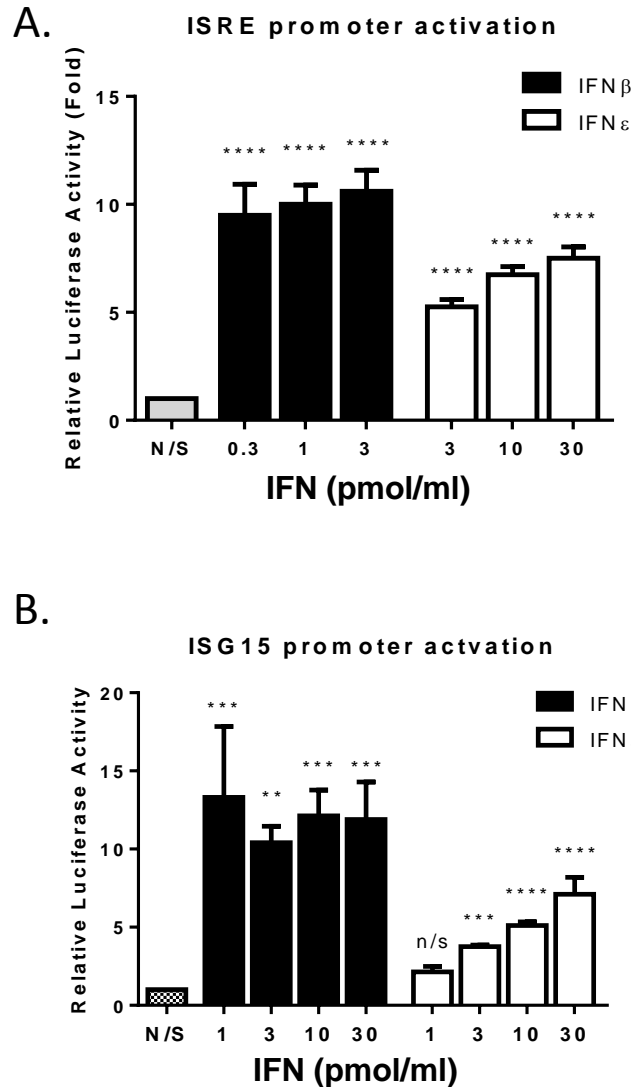 A.
ISRE promoter activation
Relative Luciferase Activity (Fold)
15
10
5
0
IFNβ
IFNε
**** **** ****
**** **** ****
N/S 0.3 1 3 3 10 30
IFN (pmol/ml)
B.
ISG15 promoter actvation
Relative Luciferase Activity
20
15
10
5
0
IFN
IFN
*** ** *** ***
n/s *** **** ****
N/S 1 3 10 30 1 3 10 30
IFN (pmol/ml)